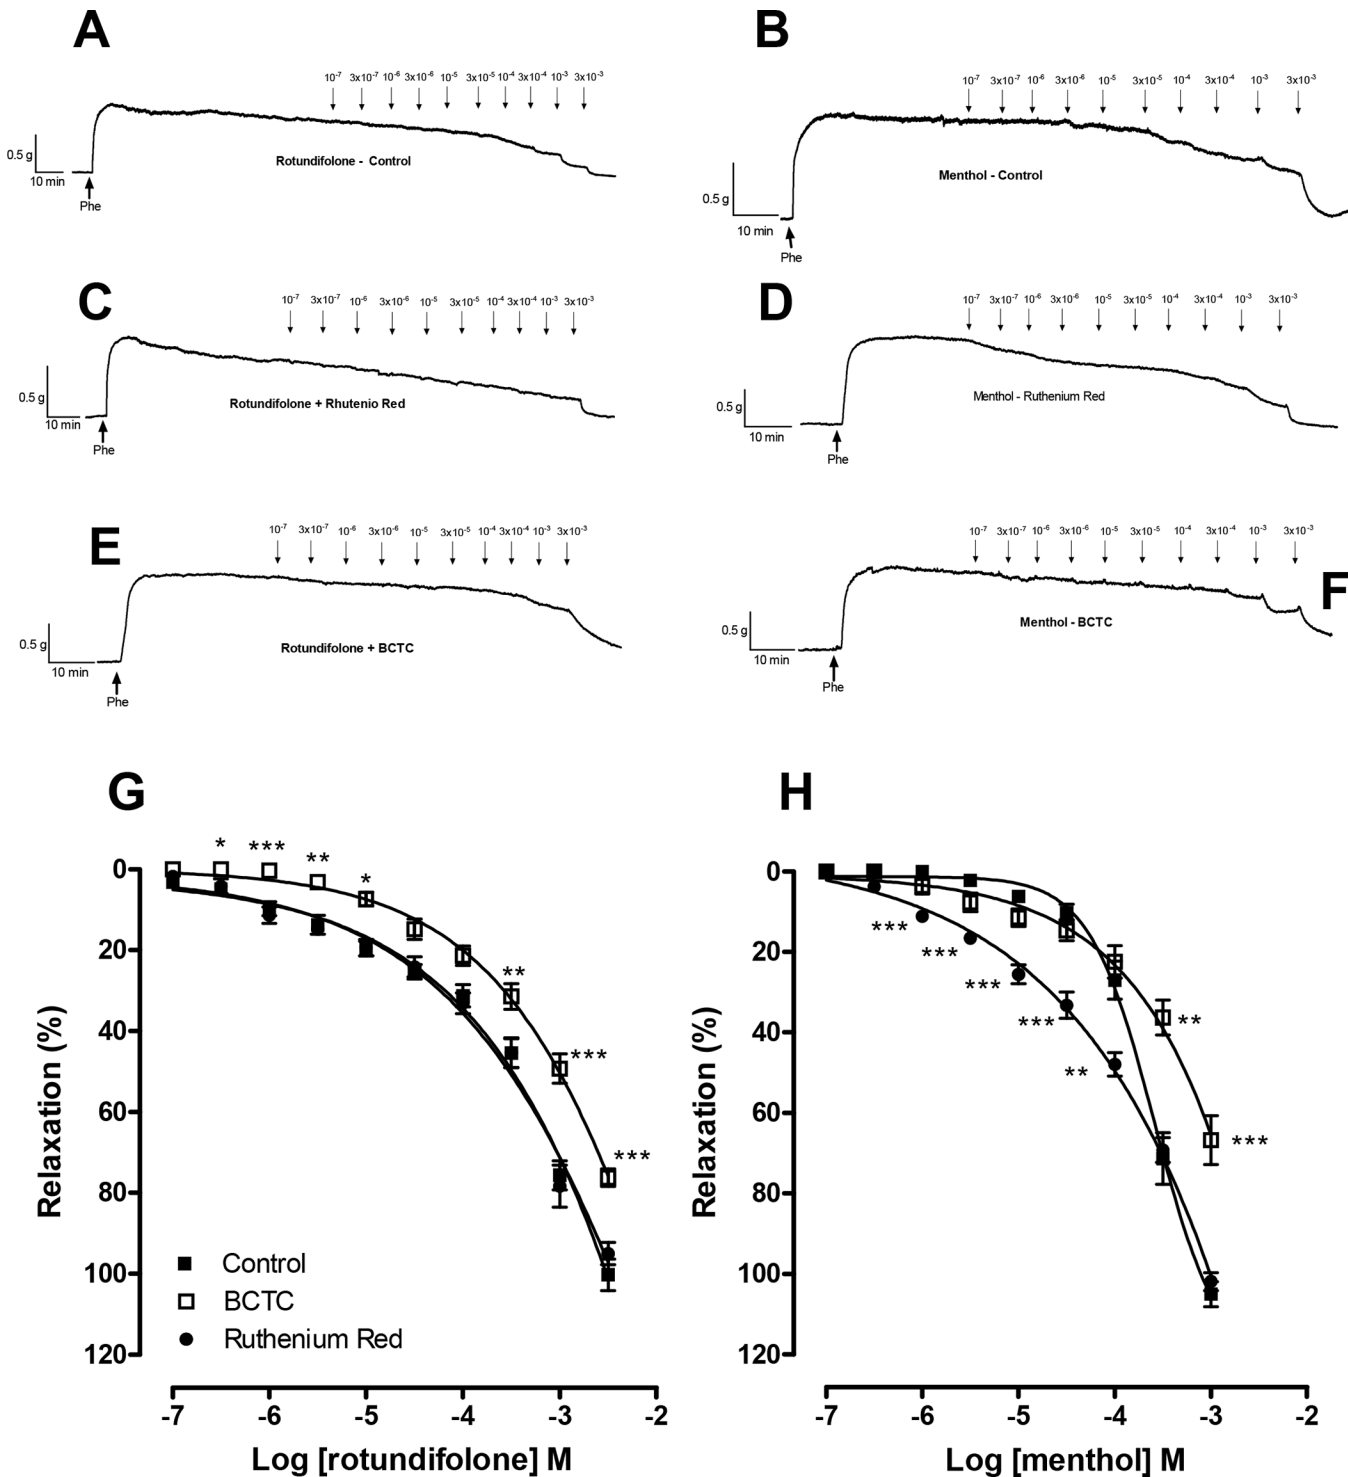 A
10⁻⁷ 3x10⁻⁷ 10⁻⁶ 3x10⁻⁶ 10⁻⁵ 3x10⁻⁵ 10⁻⁴ 3x10⁻⁴ 10⁻³ 3x10⁻³
0.5 g
10 min
Phe
Rotundifolone - Control
B
10⁻⁷ 3x10⁻⁷ 10⁻⁶ 3x10⁻⁶ 10⁻⁵ 3x10⁻⁵ 10⁻⁴ 3x10⁻⁴ 10⁻³ 3x10⁻³
0.5 g
10 min
Phe
Menthol - Control
C
10⁻⁷ 3x10⁻⁷ 10⁻⁶ 3x10⁻⁶ 10⁻⁵ 3x10⁻⁵ 10⁻⁴ 3x10⁻⁴ 10⁻³ 3x10⁻³
0.5 g
10 min
Phe
Rotundifolone + Rhutenio Red
D
10⁻⁷ 3x10⁻⁷ 10⁻⁶ 3x10⁻⁶ 10⁻⁵ 3x10⁻⁵ 10⁻⁴ 3x10⁻⁴ 10⁻³ 3x10⁻³
0.5 g
10 min
Phe
Menthol - Ruthenium Red
E
10⁻⁷ 3x10⁻⁷ 10⁻⁶ 3x10⁻⁶ 10⁻⁵ 3x10⁻⁵ 10⁻⁴ 3x10⁻⁴ 10⁻³ 3x10⁻³
0.5 g
10 min
Phe
Rotundifolone + BCTC
F
10⁻⁷ 3x10⁻⁷ 10⁻⁶ 3x10⁻⁶ 10⁻⁵ 3x10⁻⁵ 10⁻⁴ 3x10⁻⁴ 10⁻³ 3x10⁻³
0.5 g
10 min
Phe
Menthol - BCTC
G
* *** ** *
**
***
***
0
20
40
60
80
100
120
Relaxation (%)
Control
BCTC
Ruthenium Red
-7 -6 -5 -4 -3 -2
Log [rotundifolone] M
H
0
20
40
60
80
100
120
Relaxation (%)
***
***
***
***
**
**
***
-7 -6 -5 -4 -3 -2
Log [menthol] M